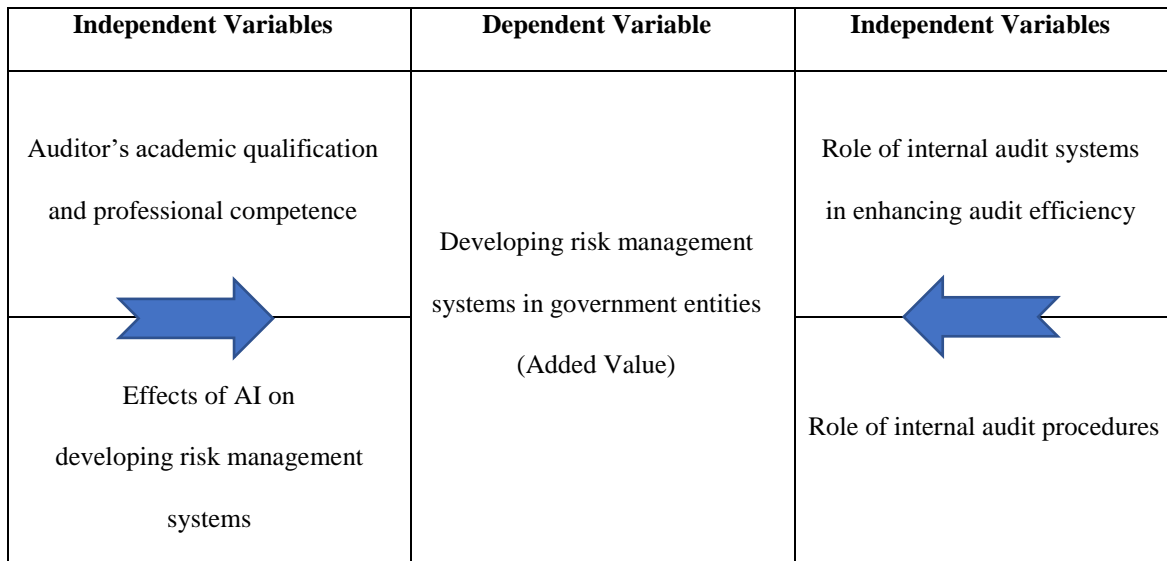 Independent Variables
Dependent Variable
Independent Variables
Auditor’s academic qualification
and professional competence
Effects of AI on
developing risk management
systems
Developing risk management
systems in government entities
(Added Value)
Role of internal audit systems
in enhancing audit efficiency
Role of internal audit procedures